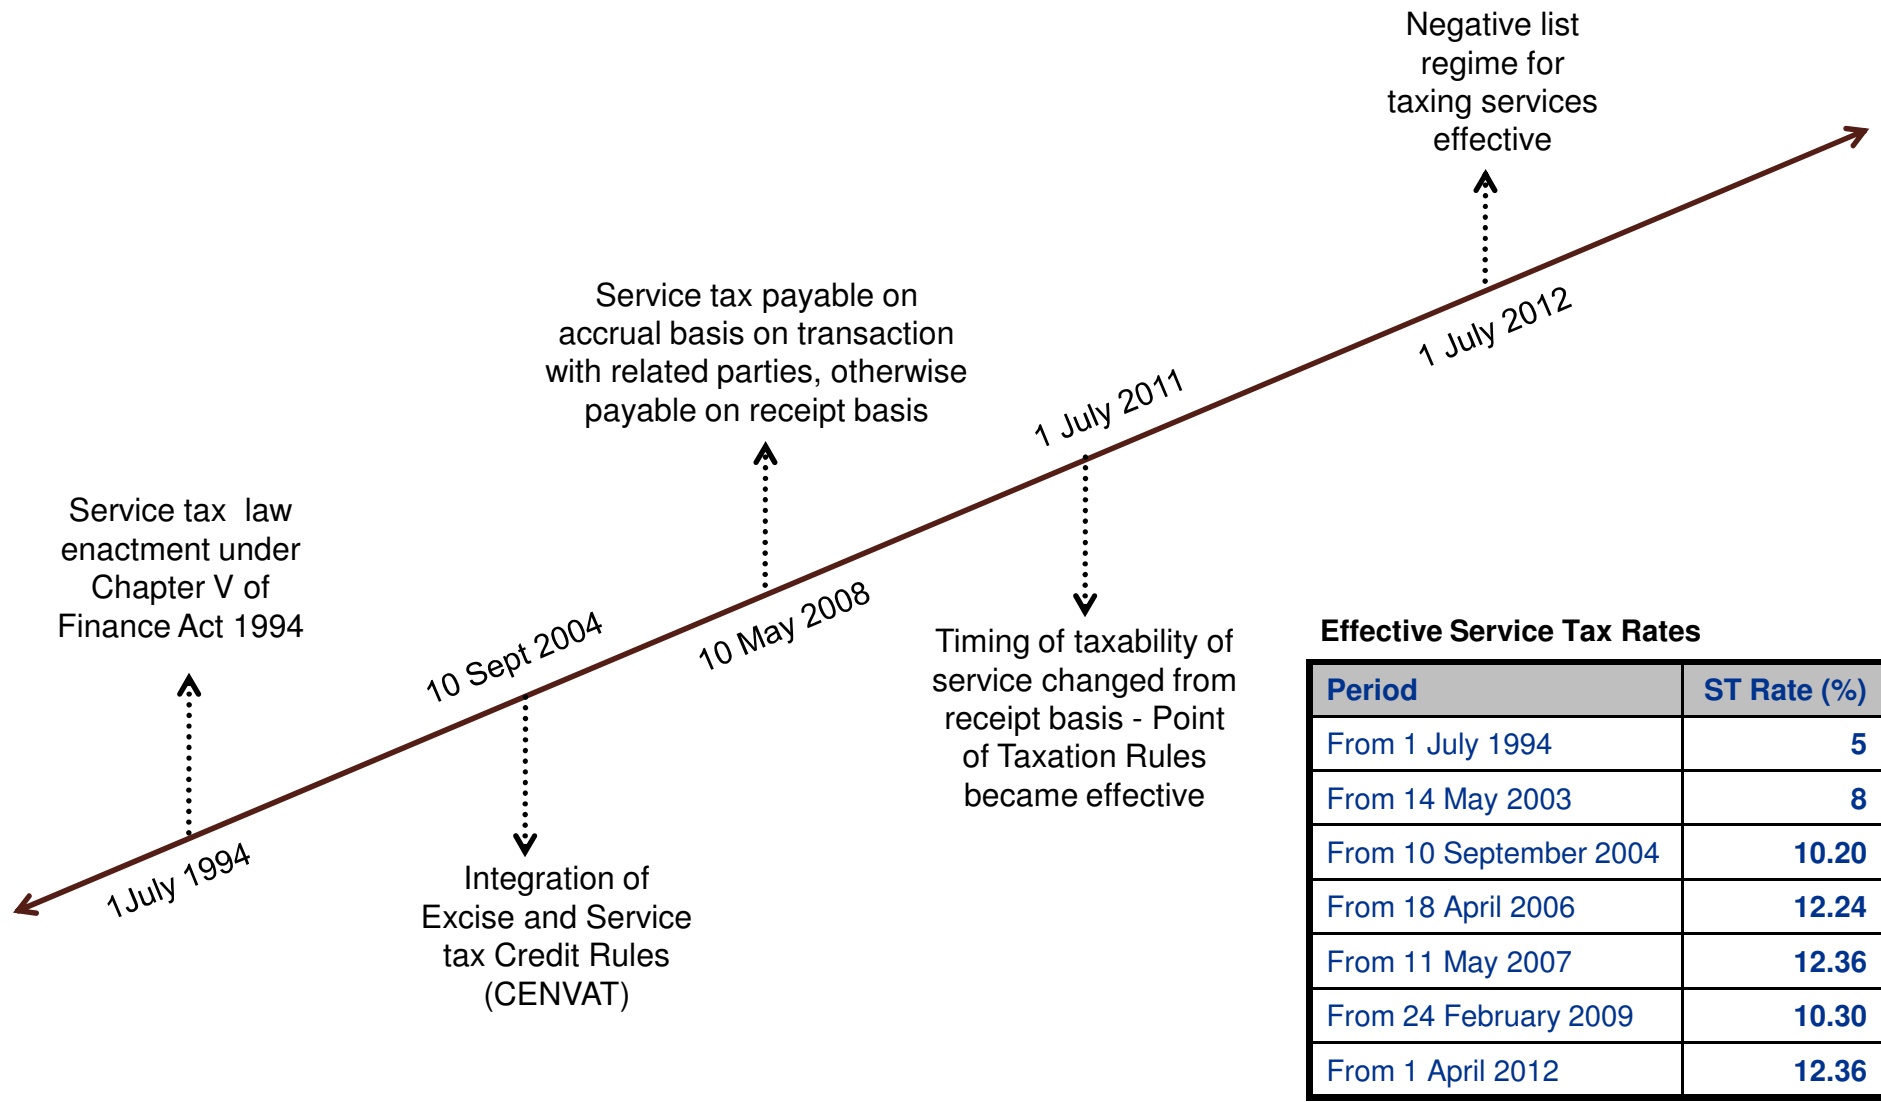 Negative list
regime for
taxing services
effective
1 July 2012
Service tax payable on
accrual basis on transaction
with related parties, otherwise
payable on receipt basis
1 July 2011
Service tax  law
enactment under
Chapter V of
Finance Act 1994
10 Sept 2004
10 May 2008
Timing of taxability of
service changed from
receipt basis - Point
of Taxation Rules
became effective
1July 1994
Integration of
Excise and Service
tax Credit Rules
(CENVAT)
Effective Service Tax Rates
Period ST Rate (%)
From 1 July 1994 5
From 14 May 2003 8
From 10 September 2004 10.20
From 18 April 2006 12.24
From 11 May 2007 12.36
From 24 February 2009 10.30
From 1 April 2012 12.36